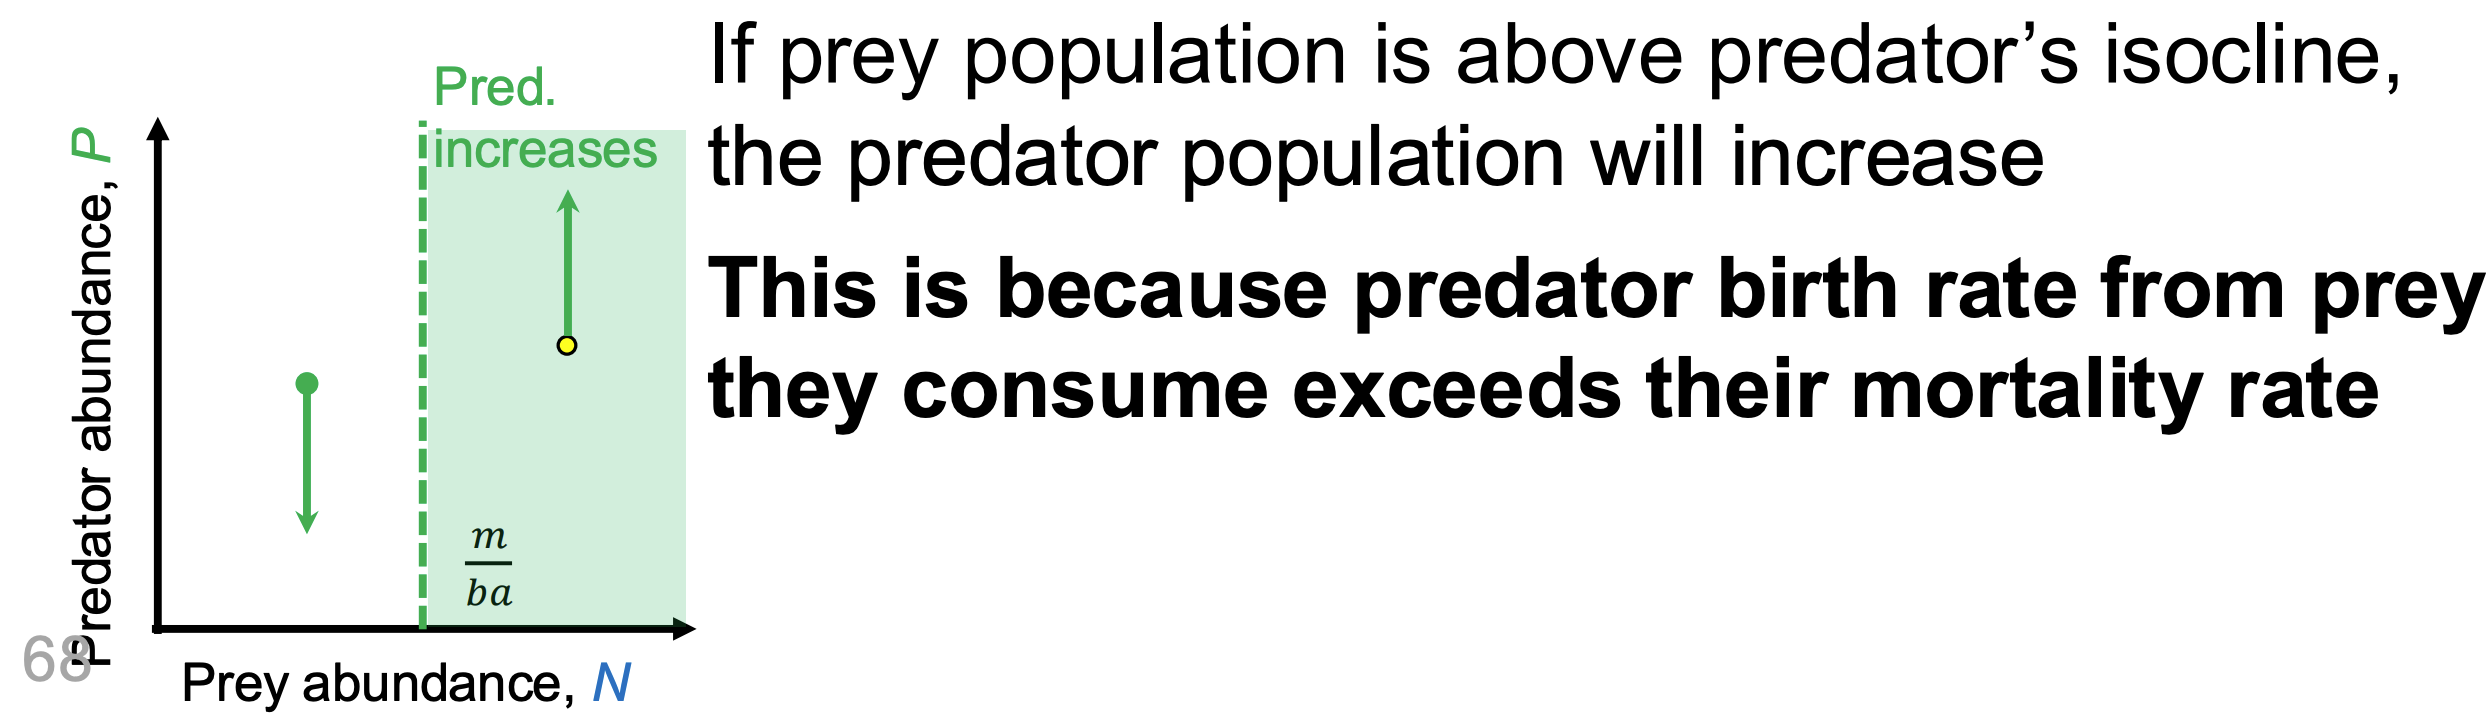 If prey population is above predator’s isocline,
the predator population will increase
This is because predator birth rate from prey
they consume exceeds their mortality rate
Pred.
increases
Predator abundance, P
m
ba
Prey abundance, N
68